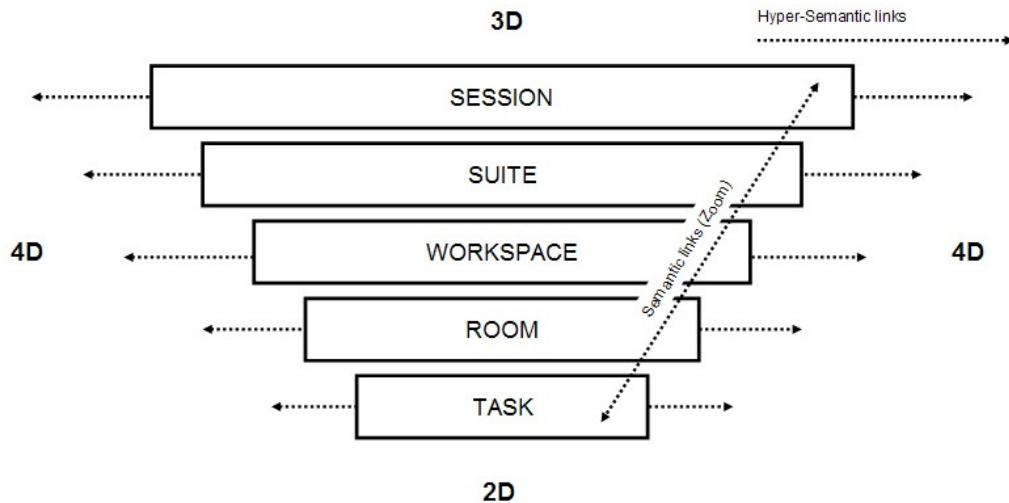 3D
Hyper-Semantic links
SESSION
SUITE
4D
WORKSPACE
4D
Semantic links (Zoom)
ROOM
TASK
2D